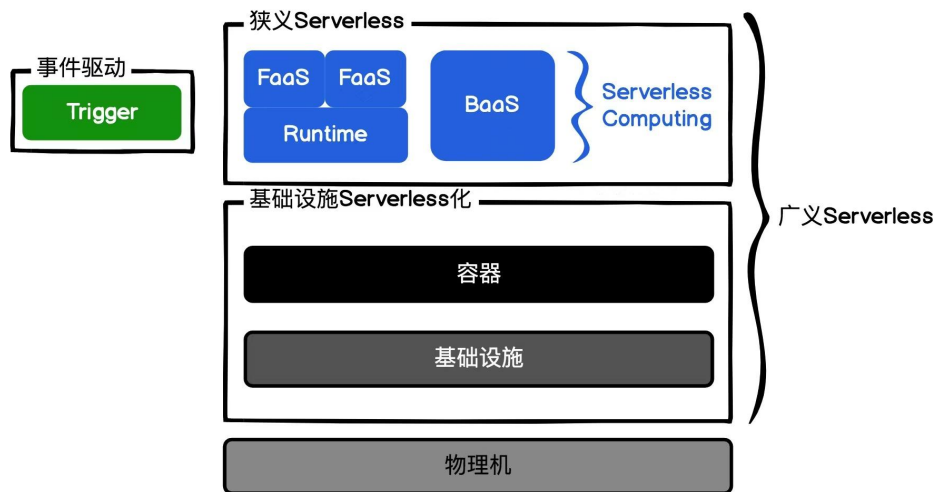 狭义Serverless
事件驱动
Trigger
FaaS
FaaS
Runtime
BaaS
Serverless
Computing
基础设施Serverless化
容器
基础设施
广义Serverless
物理机